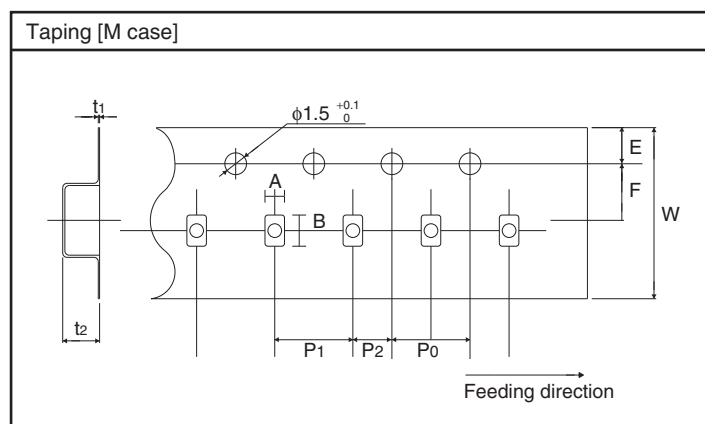 Taping [M case]
t1
ϕ1.5 +0.1 0
E
A
F
B
W
t2
P1 P2 P0
Feeding direction